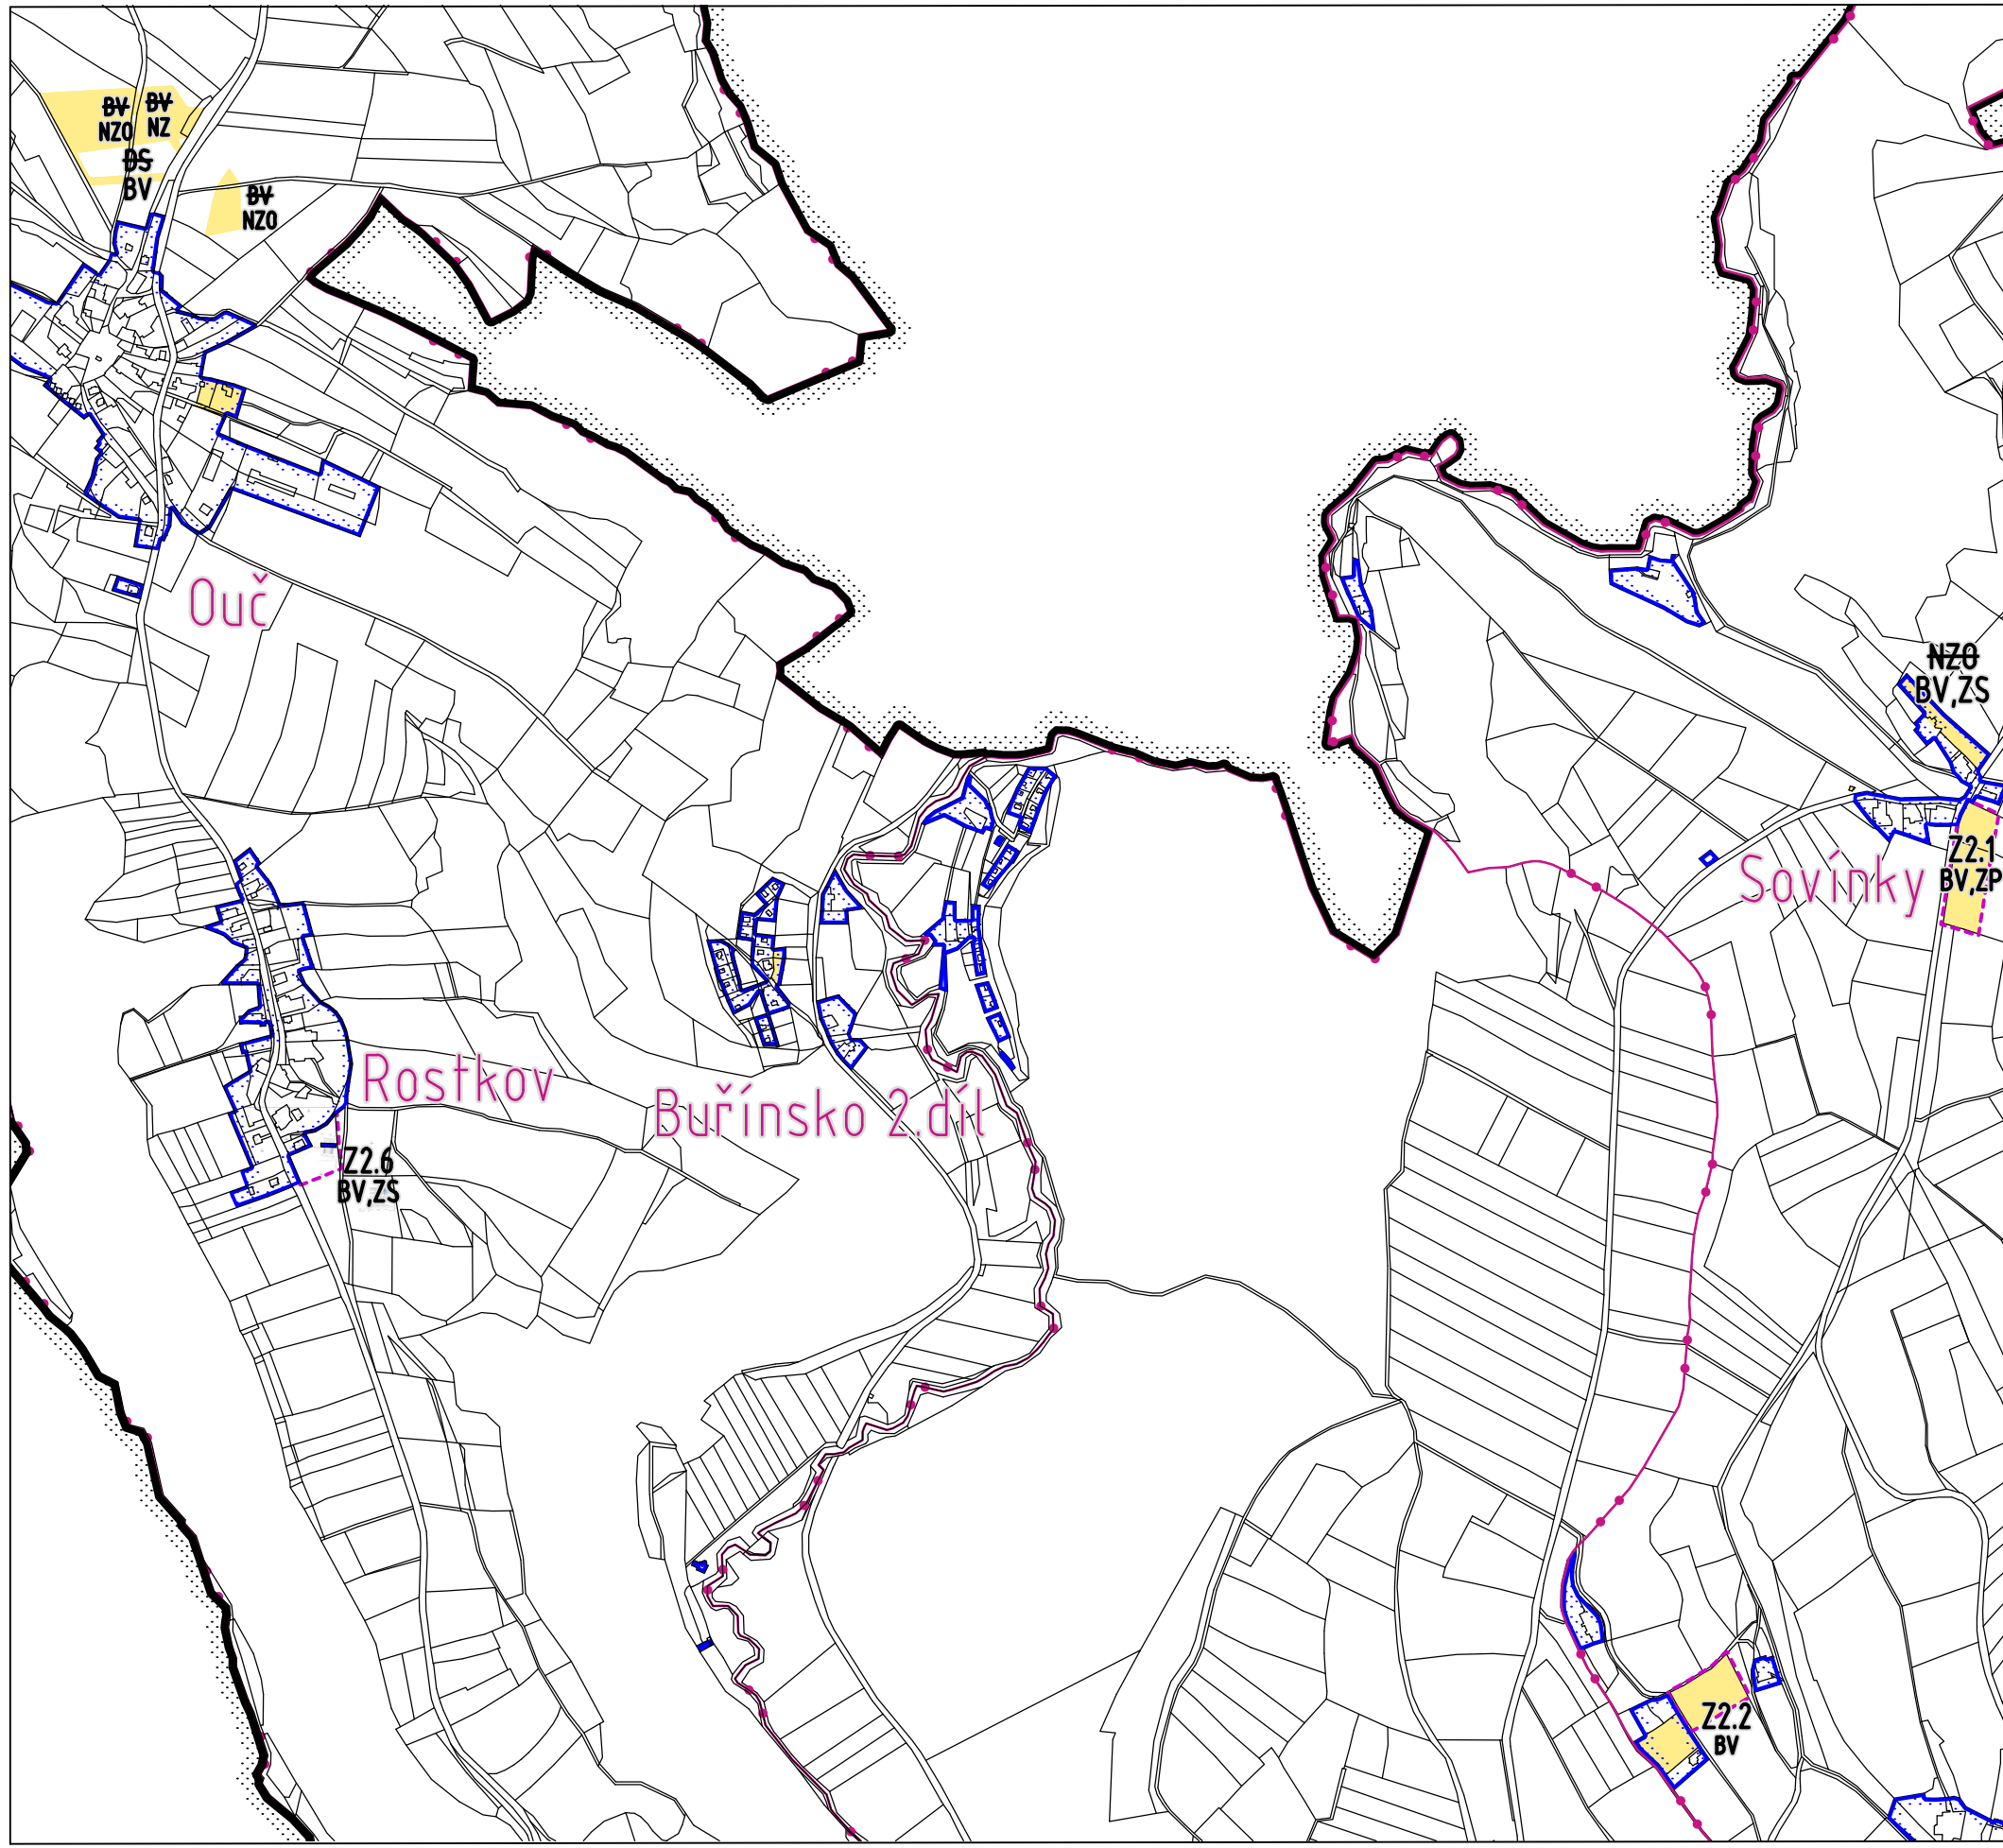 BV BV
NZO NZ
DS
BV
BV
NZO
Ouč
NZO
BV,ZS
Z2.1
BV,ZP
Sovínky
Rostkov
Buřínsko 2.díl
Z2.6
BV,ZS
Z2.2
BV